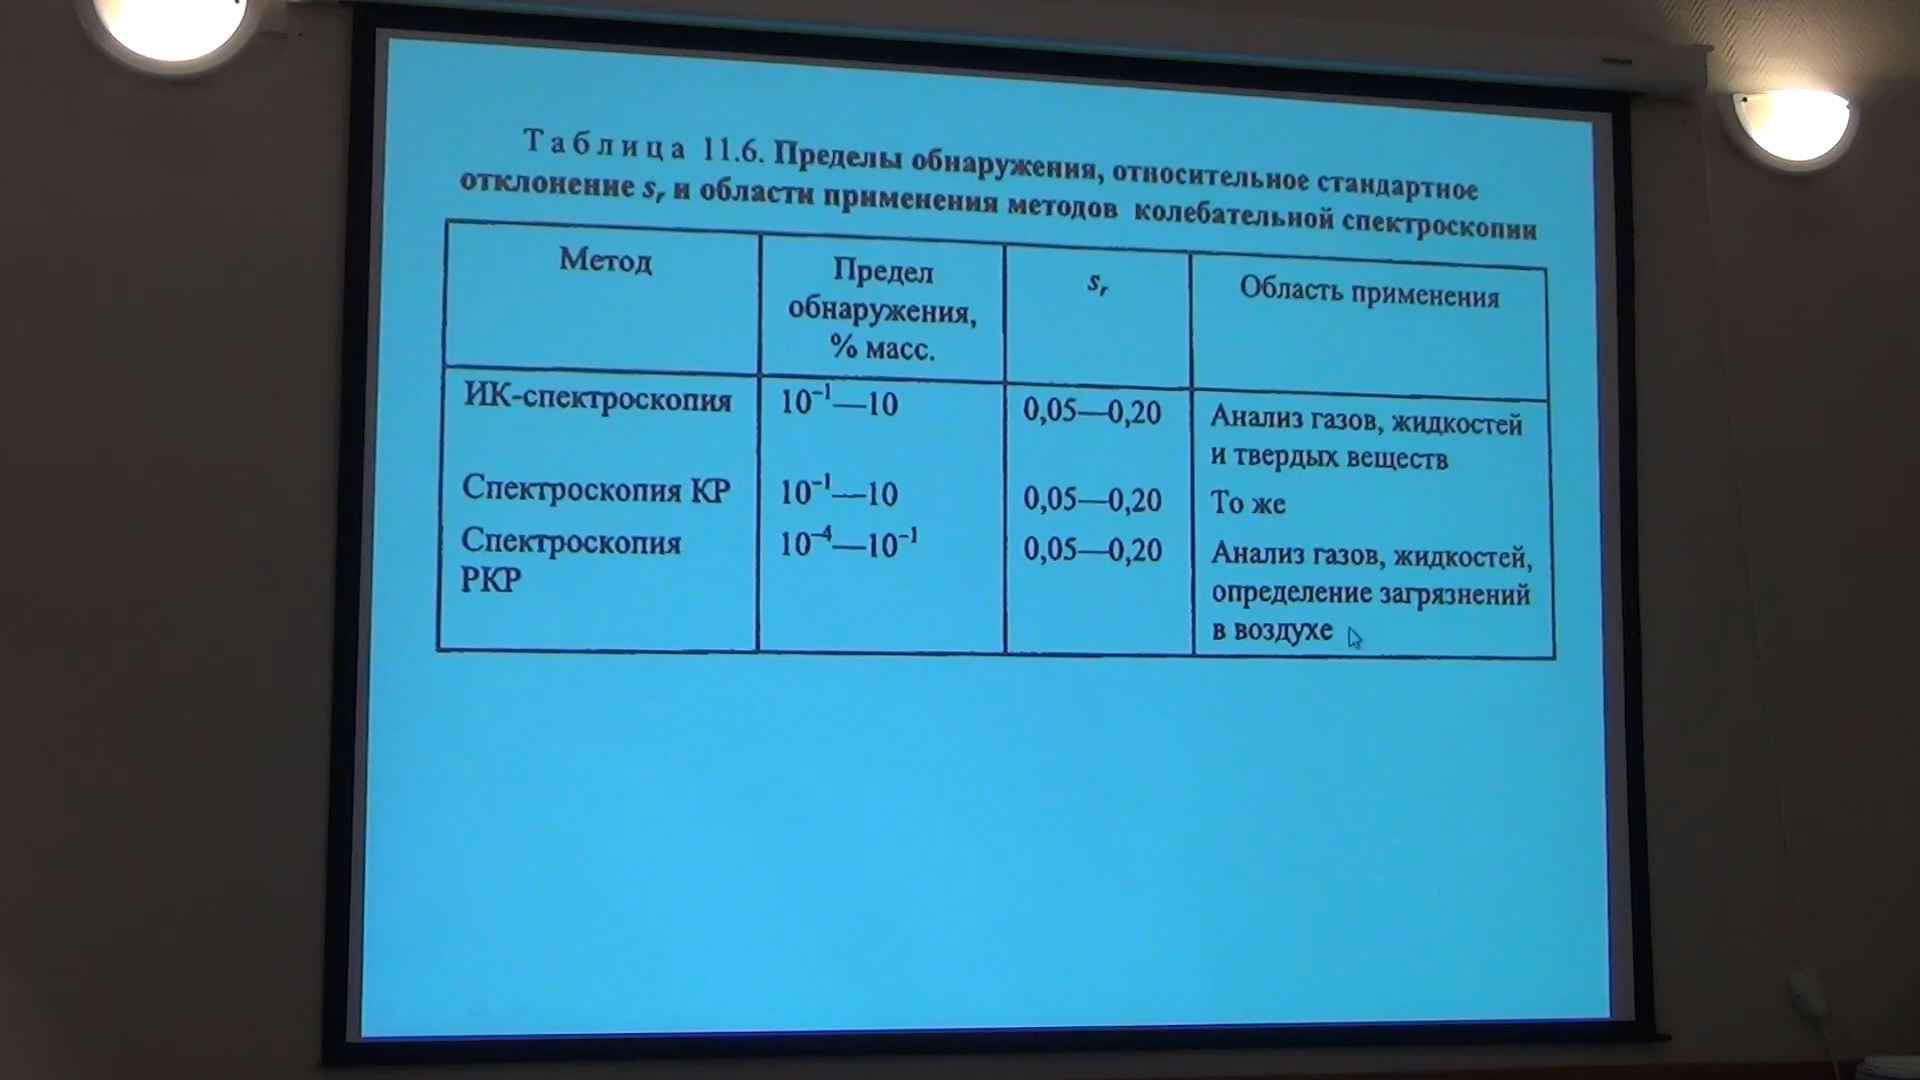 Таблица 11.6. Пределы обнаружения, относительное стандартное
отклонение sᵣ и области применения методов колебательной спектроскопии
Метод
Предел
обнаружения,
% масс.
sᵣ
Область применения
ИК-спектроскопия
10⁻¹—10
0,05—0,20
Анализ газов, жидкостей
и твердых веществ
Спектроскопия КР
10⁻¹—10
0,05—0,20
То же
Спектроскопия
РКР
10⁻⁴—10⁻¹
0,05—0,20
Анализ газов, жидкостей,
определение загрязнений
в воздухе